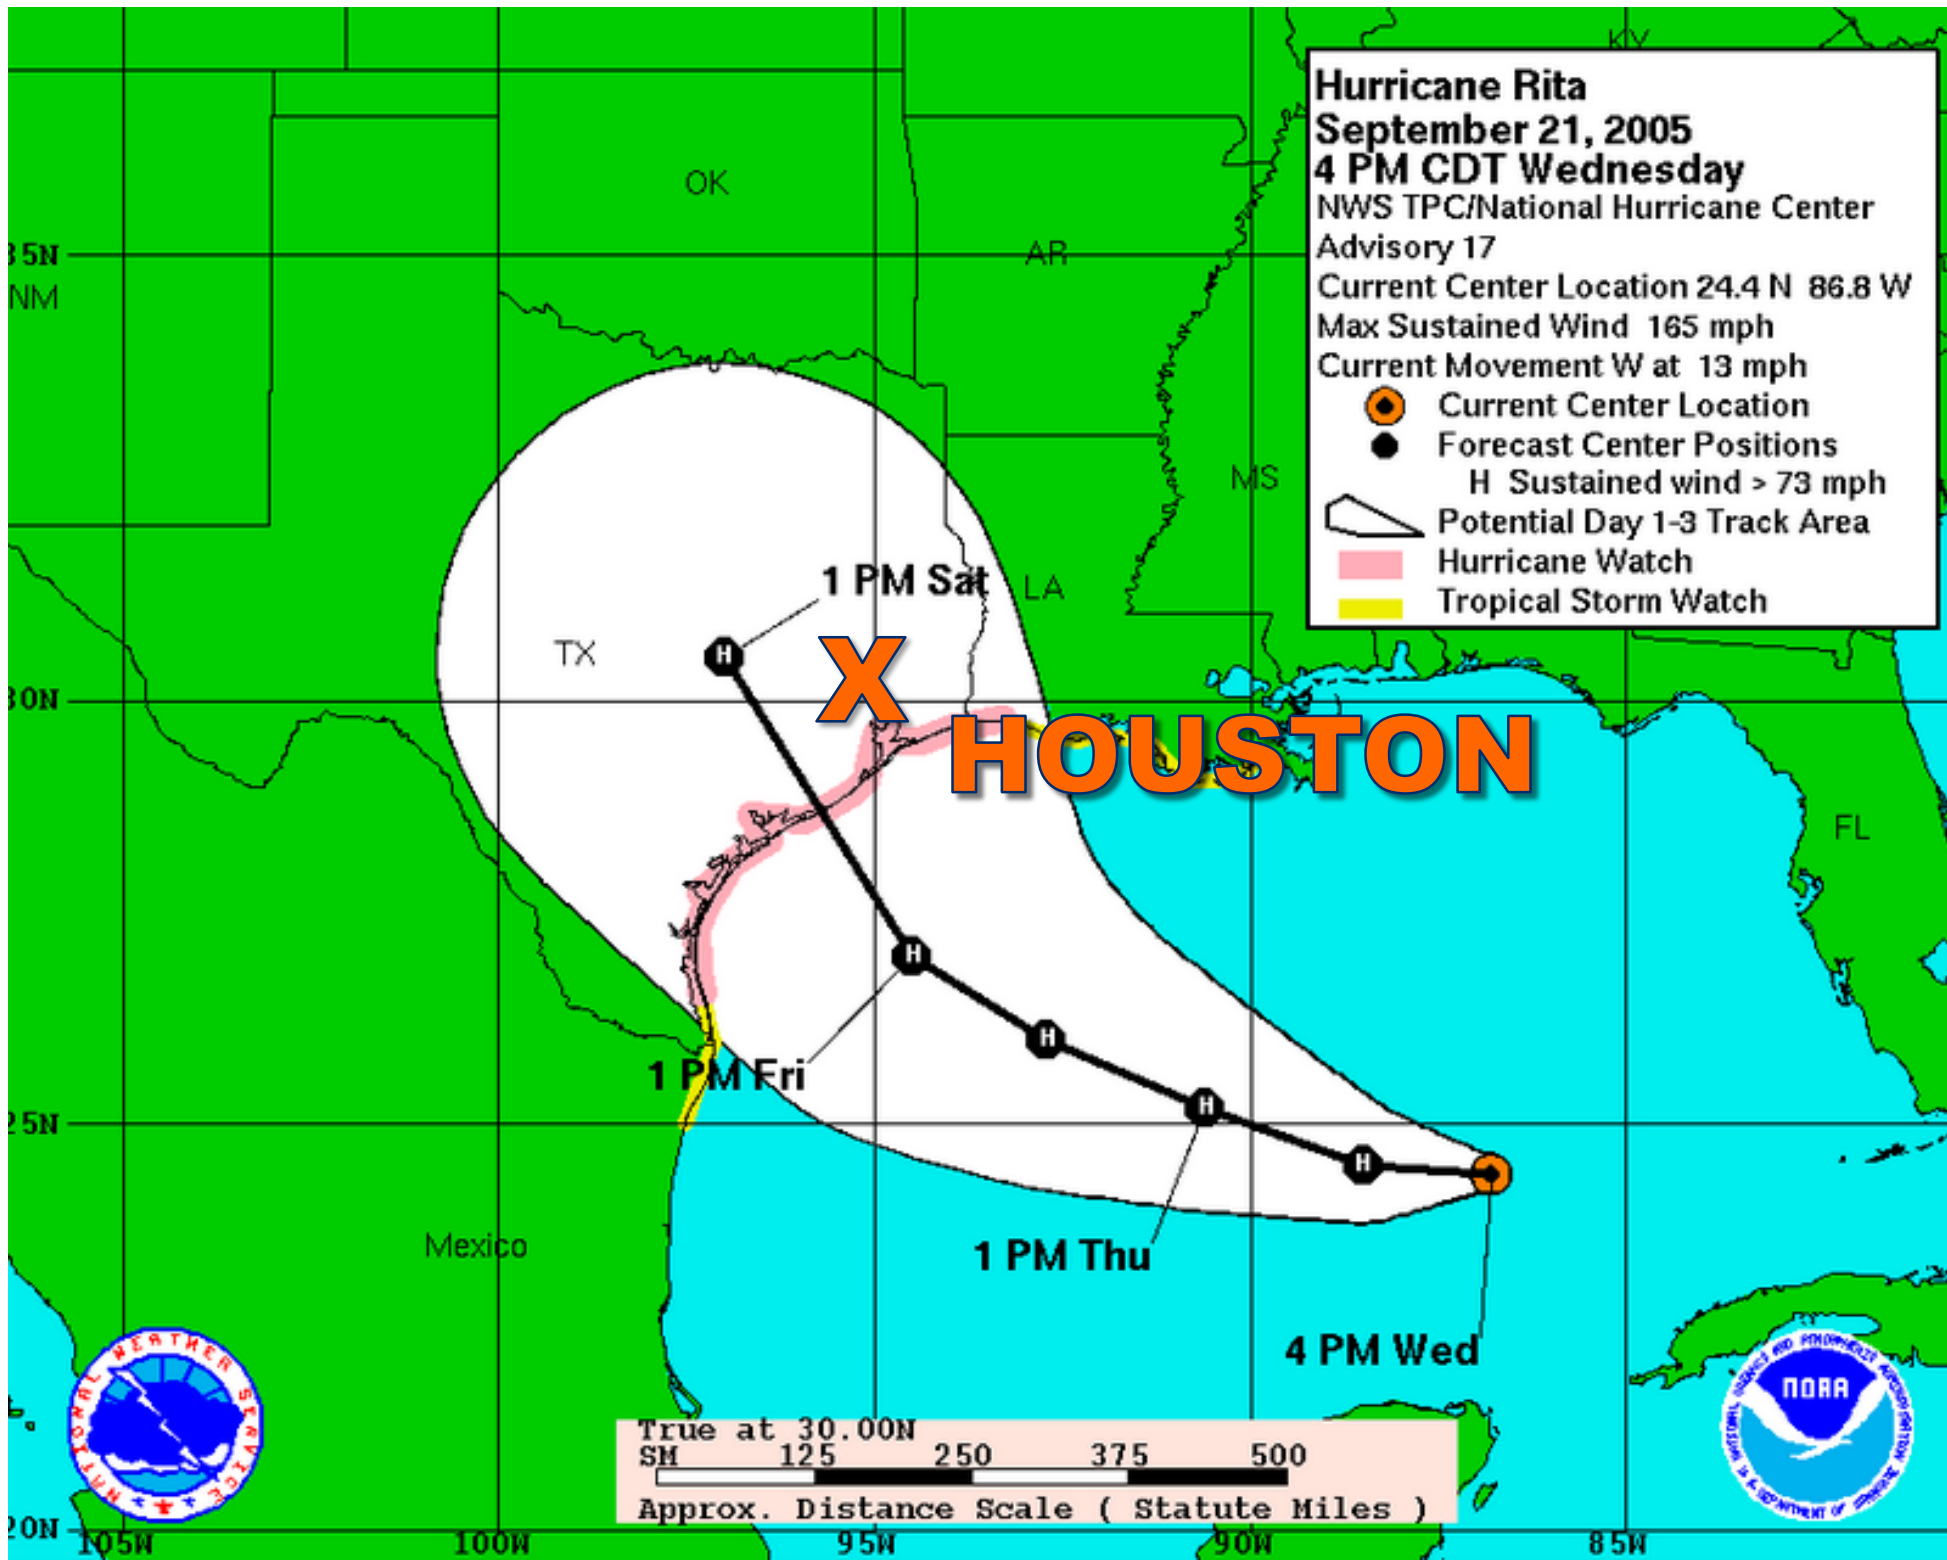 KY
Hurricane Rita
September 21, 2005
4 PM CDT Wednesday
NWS TPC/National Hurricane Center
Advisory 17
Current Center Location 24.4 N 86.8 W
Max Sustained Wind 165 mph
Current Movement W at 13 mph
Current Center Location
Forecast Center Positions
H Sustained wind > 73 mph
Potential Day 1-3 Track Area
Hurricane Watch
Tropical Storm Watch
OK
35N
AR
NM
MS
1 PM Sat
LA
TX
H
X
30N
HOUSTON
FL
H
H
1 PM Fri
H
25N
H
Mexico
1 PM Thu
4 PM Wed
NATIONAL WEATHER SERVICE
NOAA
True at 30.00N
SM 125 250 375 500
Approx. Distance Scale ( Statute Miles )
20N
105W 100W 95W 90W 85W